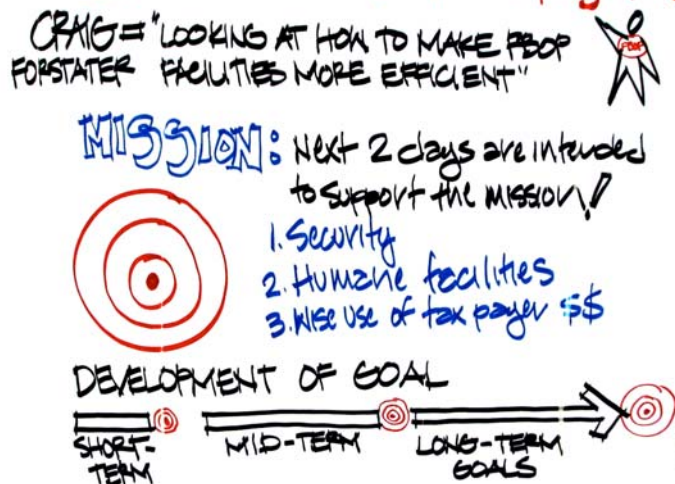 CRAIG = "LOOKING AT HOW TO MAKE FBOP
FORSTATER FACILITIES MORE EFFICIENT"
FBOP
MISSION: Next 2 days are intended
to support the mission!
1. Security
2. Humane facilities
3. Wise use of tax payer $$
DEVELOPMENT OF GOAL
SHORT-
TERM
MID-TERM
LONG-TERM
GOALS